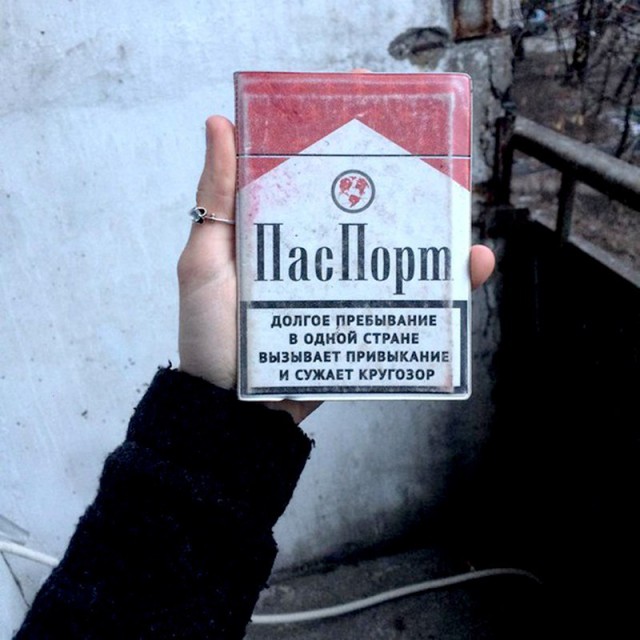 ПасПорт
ДОЛГОЕ ПРЕБЫВАНИЕ
В ОДНОЙ СТРАНЕ
ВЫЗЫВАЕТ ПРИВЫКАНИЕ
И СУЖАЕТ КРУГОЗОР